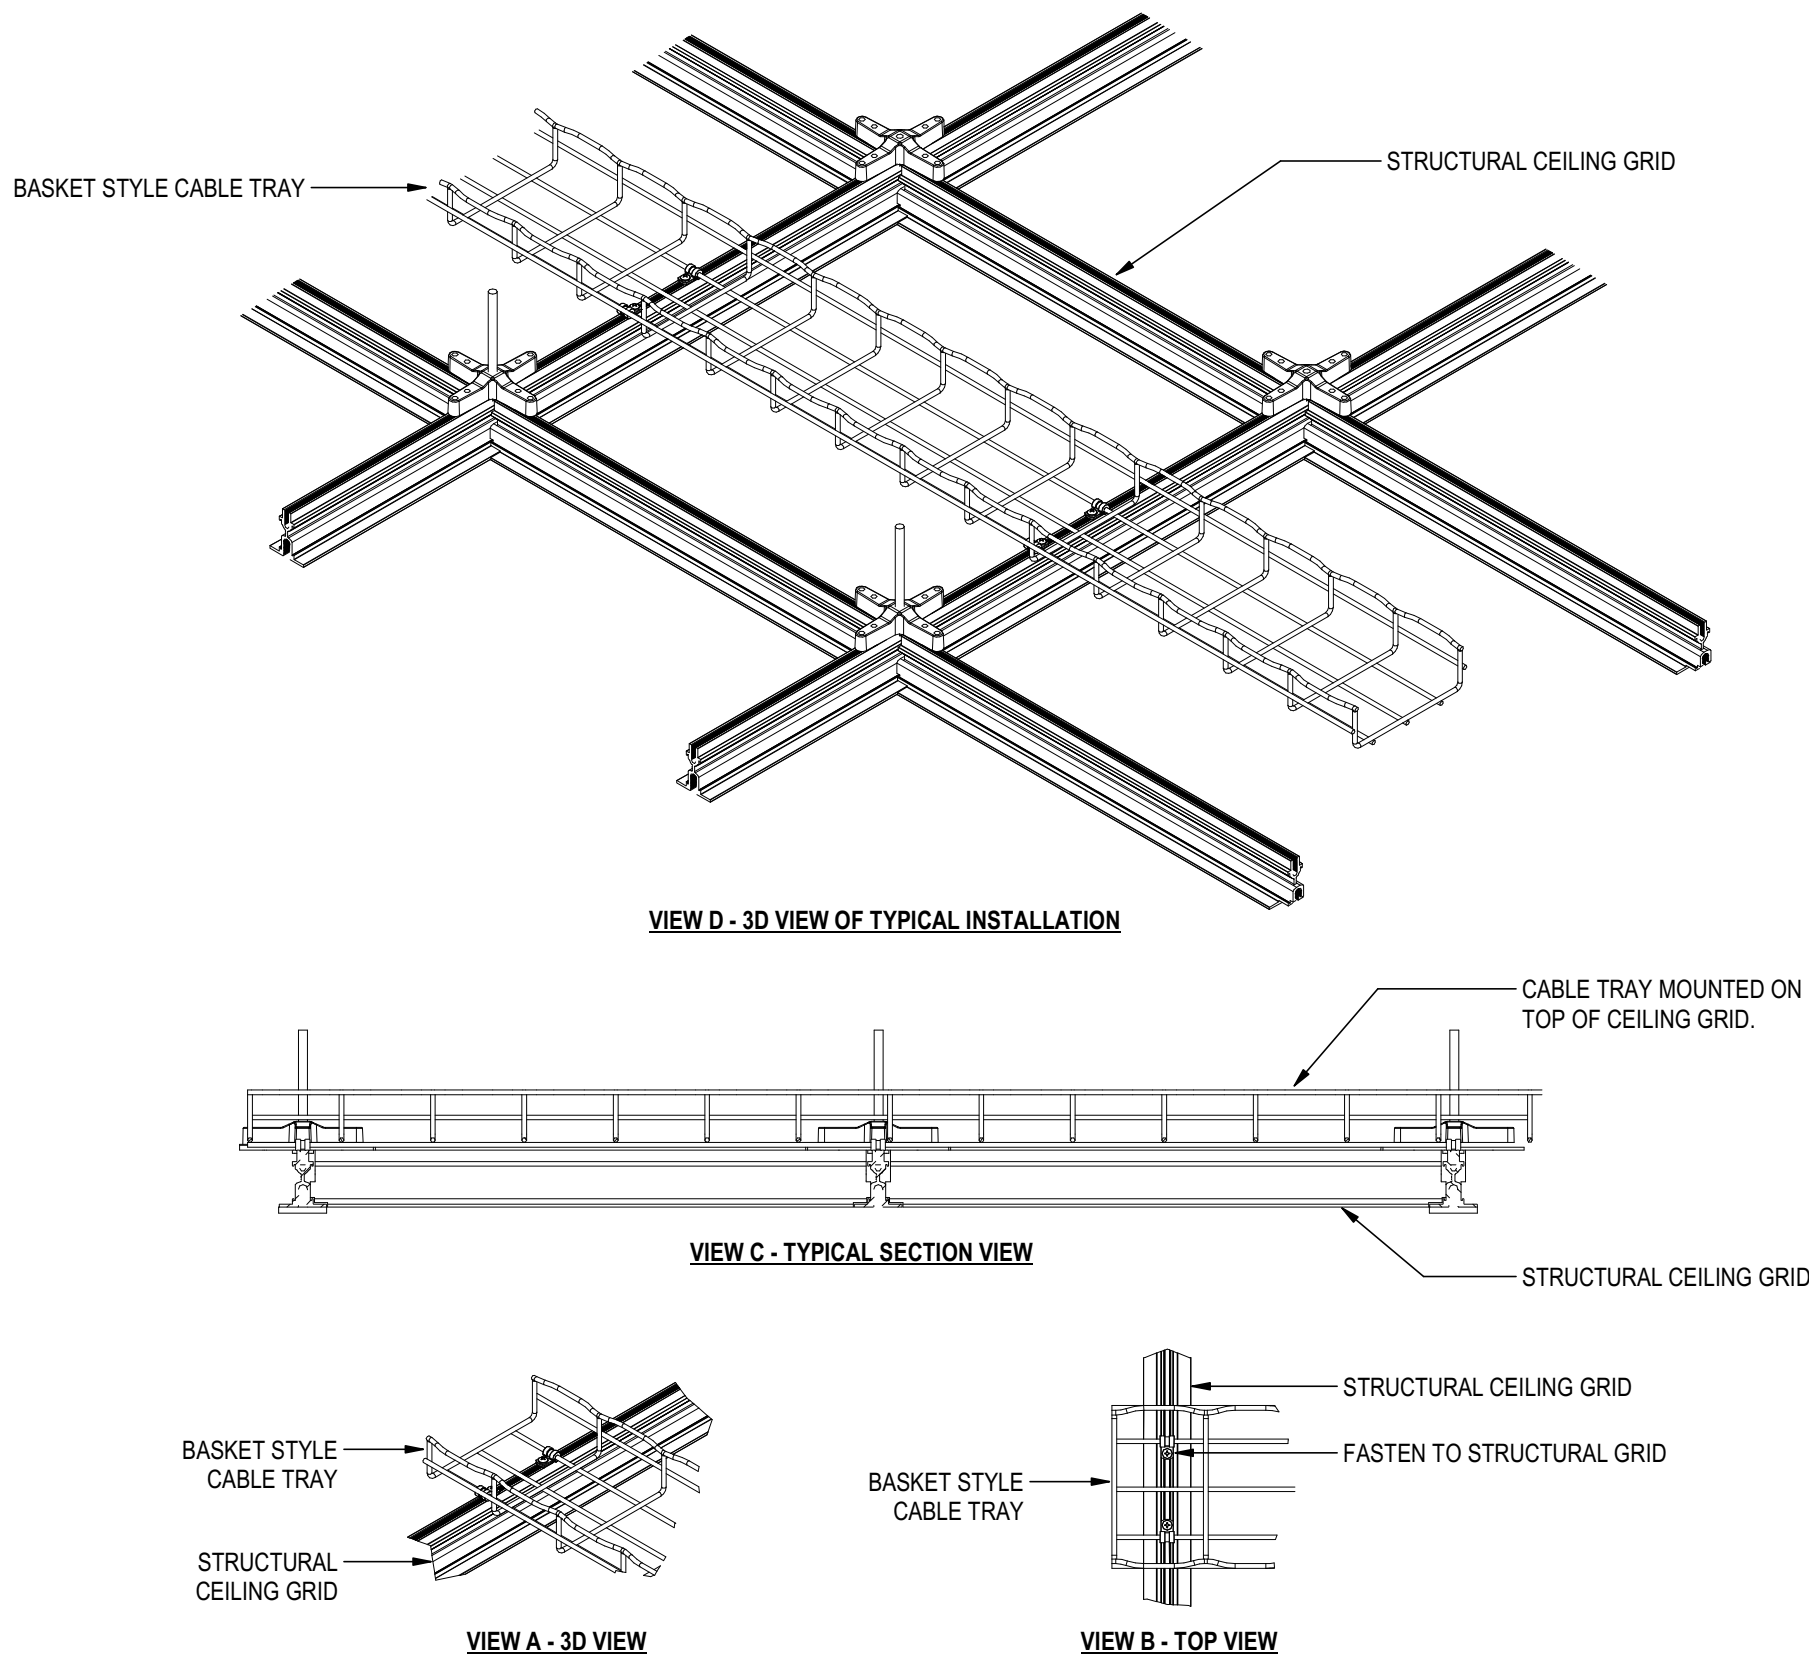 STRUCTURAL CEILING GRID
BASKET STYLE CABLE TRAY
VIEW D - 3D VIEW OF TYPICAL INSTALLATION
CABLE TRAY MOUNTED ON
TOP OF CEILING GRID.
VIEW C - TYPICAL SECTION VIEW
STRUCTURAL CEILING GRID
BASKET STYLE
CABLE TRAY
STRUCTURAL
CEILING GRID
VIEW A - 3D VIEW
STRUCTURAL CEILING GRID
FASTEN TO STRUCTURAL GRID
BASKET STYLE
CABLE TRAY
VIEW B - TOP VIEW